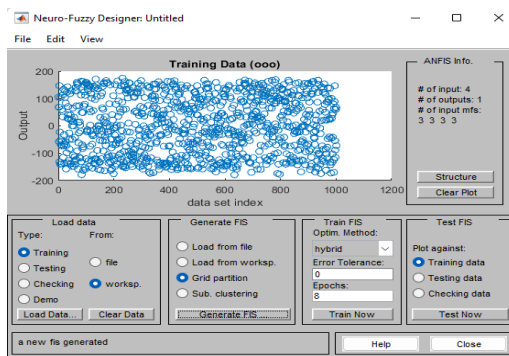 Neuro-Fuzzy Designer: Untitled
File Edit View
Training Data (ooo)
200
100
0
-100
-200
Output
0 200 400 600 800 1000 1200
data set index
ANFIS Info.
# of input: 4
# of outputs: 1
# of input mfs:
3 3 3 3
Structure
Clear Plot
Load data
Type: From:
Training
Testing
Checking
Demo
file
worksp.
Load Data... Clear Data
Generate FIS
Load from file
Load from worksp.
Grid partition
Sub. clustering
Generate FIS ...
Train FIS
Optim. Method:
hybrid
Error Tolerance:
0
Epochs:
8
Train Now
Test FIS
Plot against:
Training data
Testing data
Checking data
Test Now
a new fis generated
Help Close